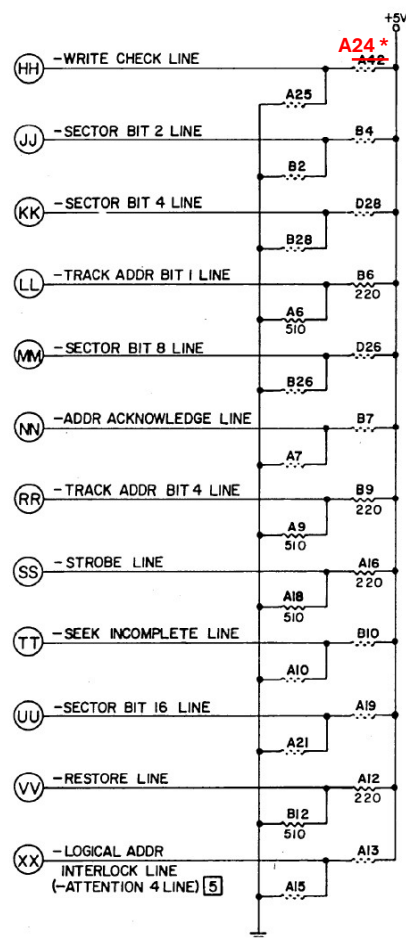 +5V
A24 *
HH -WRITE CHECK LINE A42
A25
JJ -SECTOR BIT 2 LINE B4
B2
KK -SECTOR BIT 4 LINE D28
B28
LL -TRACK ADDR BIT 1 LINE B6
220
A6
510
MM -SECTOR BIT 8 LINE D26
B26
NN -ADDR ACKNOWLEDGE LINE B7
A7
RR -TRACK ADDR BIT 4 LINE B9
220
A9
510
SS -STROBE LINE A16
220
A18
510
TT -SEEK INCOMPLETE LINE B10
A10
UU -SECTOR BIT 16 LINE A19
A21
VV -RESTORE LINE A12
220
B12
510
XX -LOGICAL ADDR A13
INTERLOCK LINE
(-ATTENTION 4 LINE) 5
A15